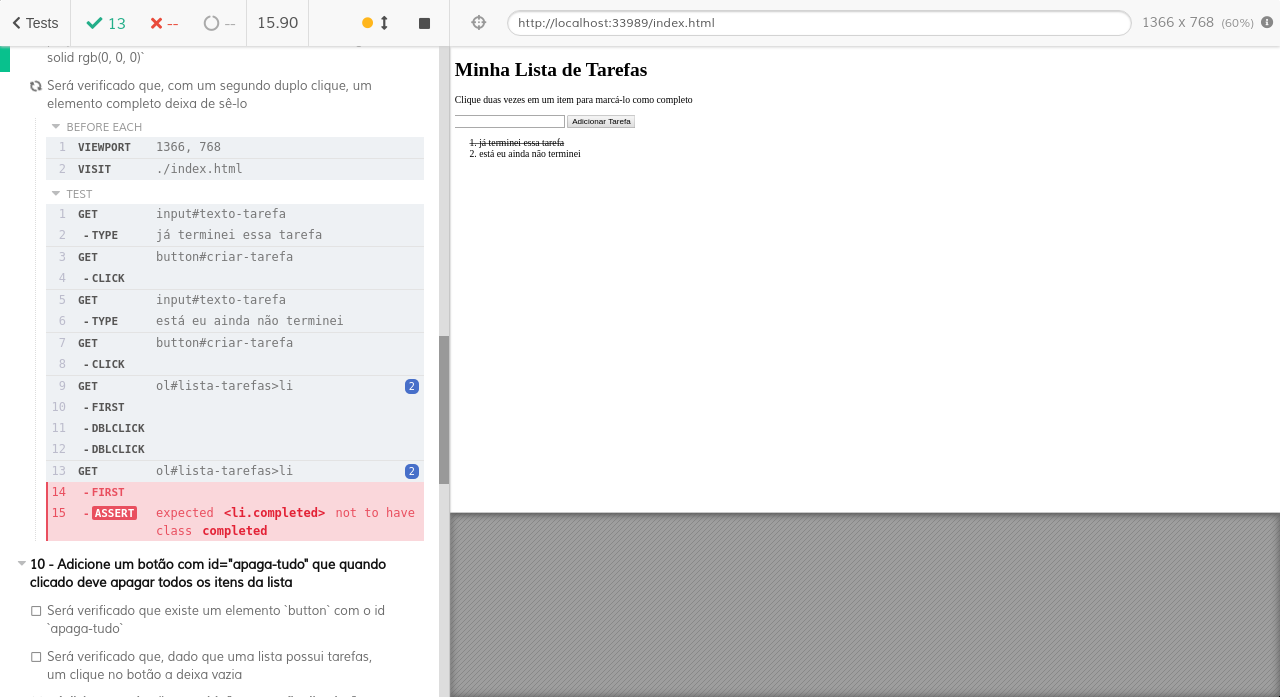 Tests
13
--
--
15.90
http://localhost:33989/index.html
1366 x 768 (60%)
solid rgb(0, 0, 0)`
Será verificado que, com um segundo duplo clique, um
elemento completo deixa de sê-lo
BEFORE EACH
1 VIEWPORT 1366, 768
2 VISIT ./index.html
TEST
1 GET input#texto-tarefa
2 -TYPE já terminei essa tarefa
3 GET button#criar-tarefa
4 -CLICK
5 GET input#texto-tarefa
6 -TYPE está eu ainda não terminei
7 GET button#criar-tarefa
8 -CLICK
9 GET ol#lista-tarefas>li 2
10 -FIRST
11 -DBLCLICK
12 -DBLCLICK
13 GET ol#lista-tarefas>li 2
14 -FIRST
15 -ASSERT expected <li.completed> not to have
class completed
10 - Adicione um botão com id="apaga-tudo" que quando
clicado deve apagar todos os itens da lista
Será verificado que existe um elemento `button` com o id
`apaga-tudo`
Será verificado que, dado que uma lista possui tarefas,
um clique no botão a deixa vazia
Minha Lista de Tarefas
Clique duas vezes em um item para marcá-lo como completo
Adicionar Tarefa
1. já terminei essa tarefa
2. está eu ainda não terminei